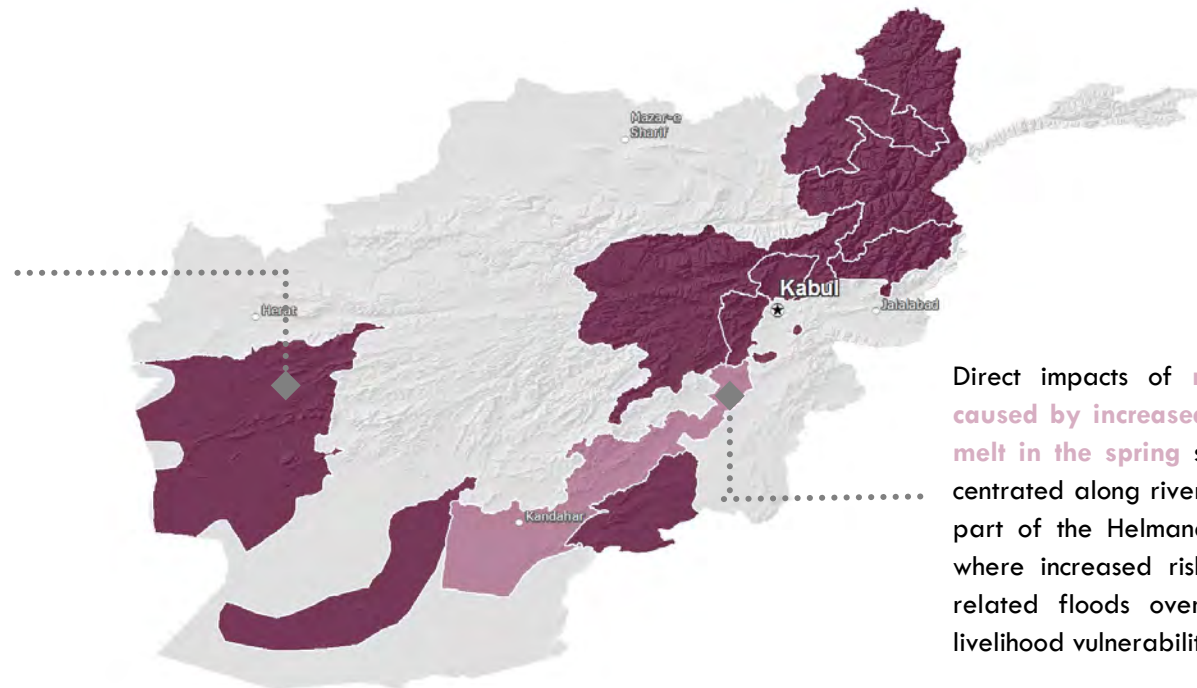 Mazar-e
Sharif
Kabul
Herat
Jalalabad
Kandahar
Direct impacts of
caused by increased
melt in the spring
centrated along river
part of the Helmand
where increased risk
related floods over
livelihood vulnerabilit